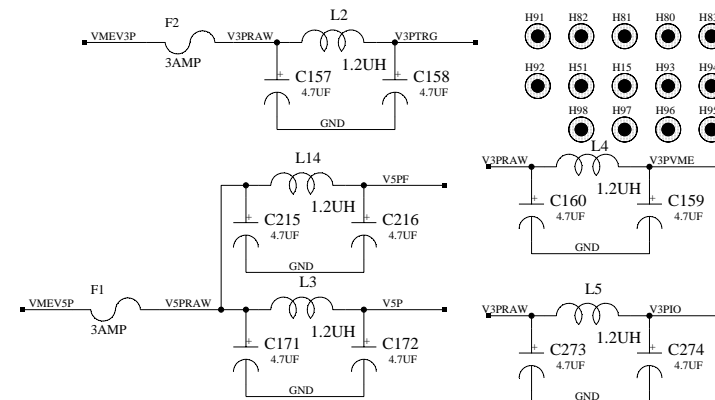 F2
L2
VMEV3P
V3PRAW
V3PTRG
3AMP
1.2UH
C157
4.7UF
C158
4.7UF
GND
H91 H82 H81 H80 H83
H92 H51 H15 H93 H94
H98 H97 H96 H95
L14
V5PF
1.2UH
C215
4.7UF
C216
4.7UF
GND
L4
V3PRAW
V3PVME
1.2UH
C160
4.7UF
C159
4.7UF
GND
F1
L3
VMEV5P
V5PRAW
V5P
3AMP
1.2UH
C171
4.7UF
C172
4.7UF
GND
L5
V3PRAW
V3PIO
1.2UH
C273
4.7UF
C274
4.7UF
GND